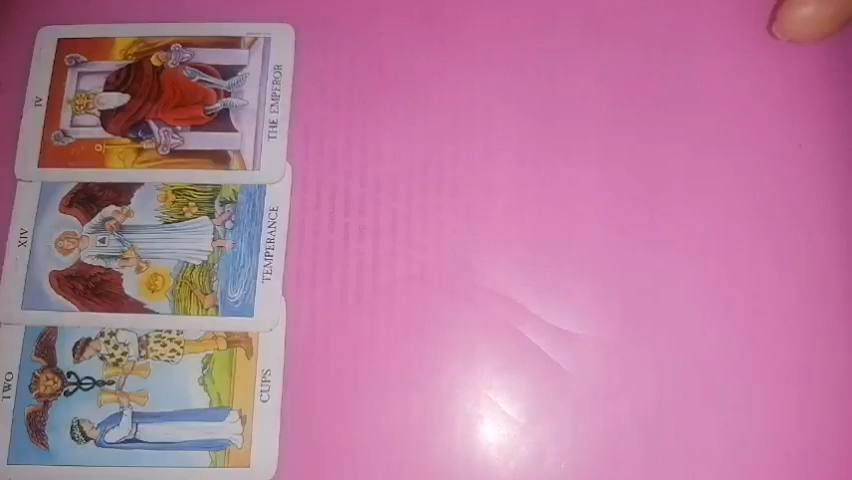 IV
THE EMPEROR
XIV
TEMPERANCE
TWO
CUPS